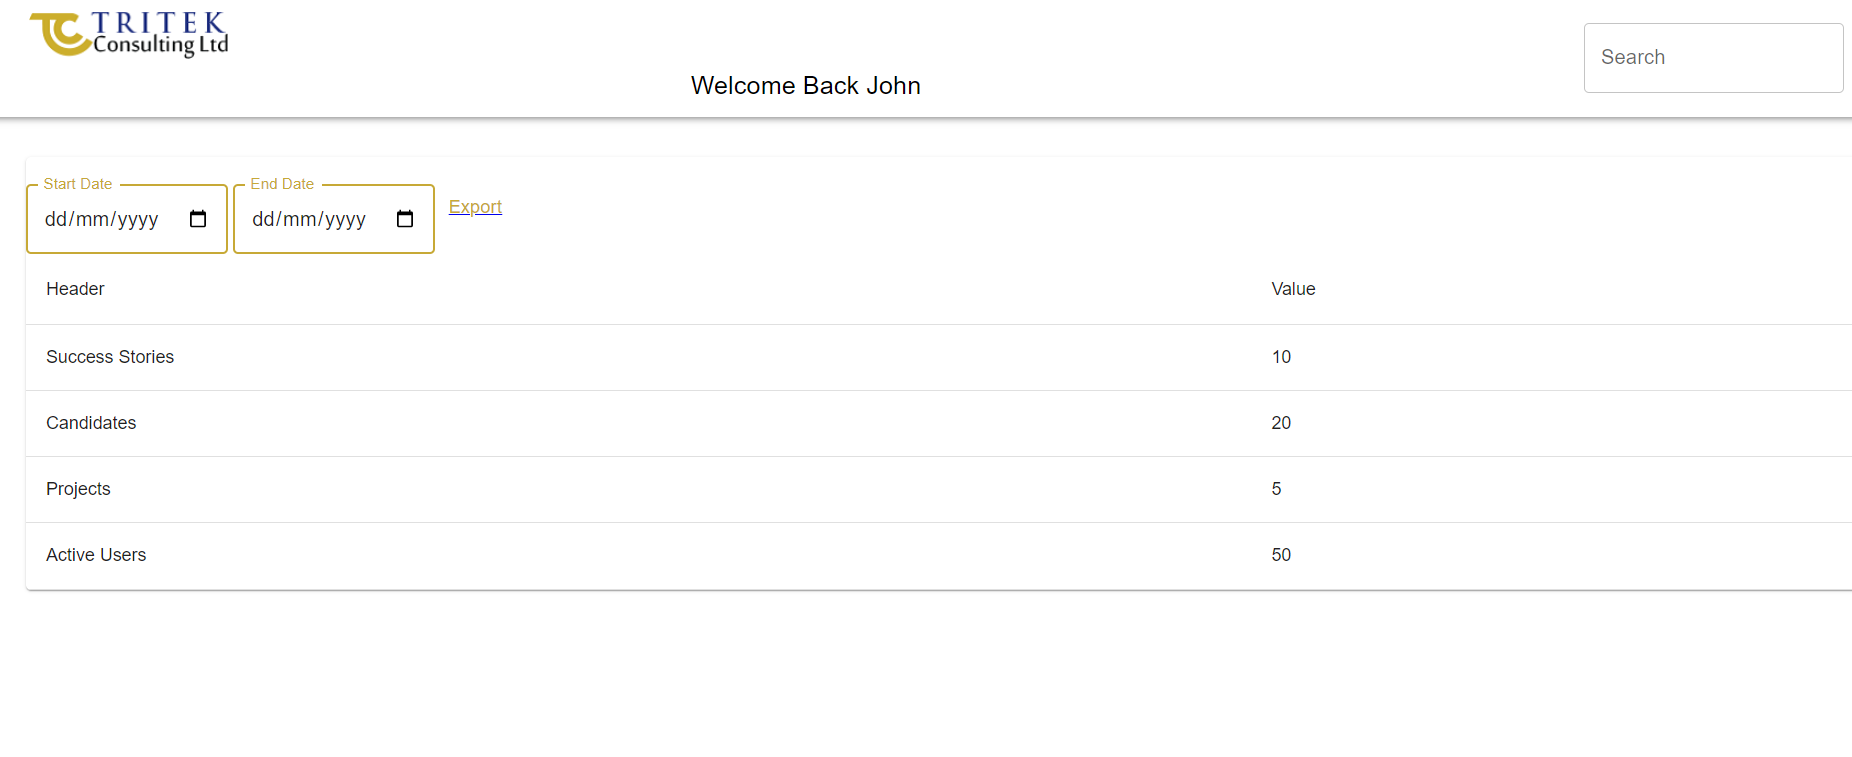 TC TRITEK
Consulting Ltd
Search
Welcome Back John
Start Date End Date
dd/mm/yyyy dd/mm/yyyy Export
Header Value
Success Stories 10
Candidates 20
Projects 5
Active Users 50